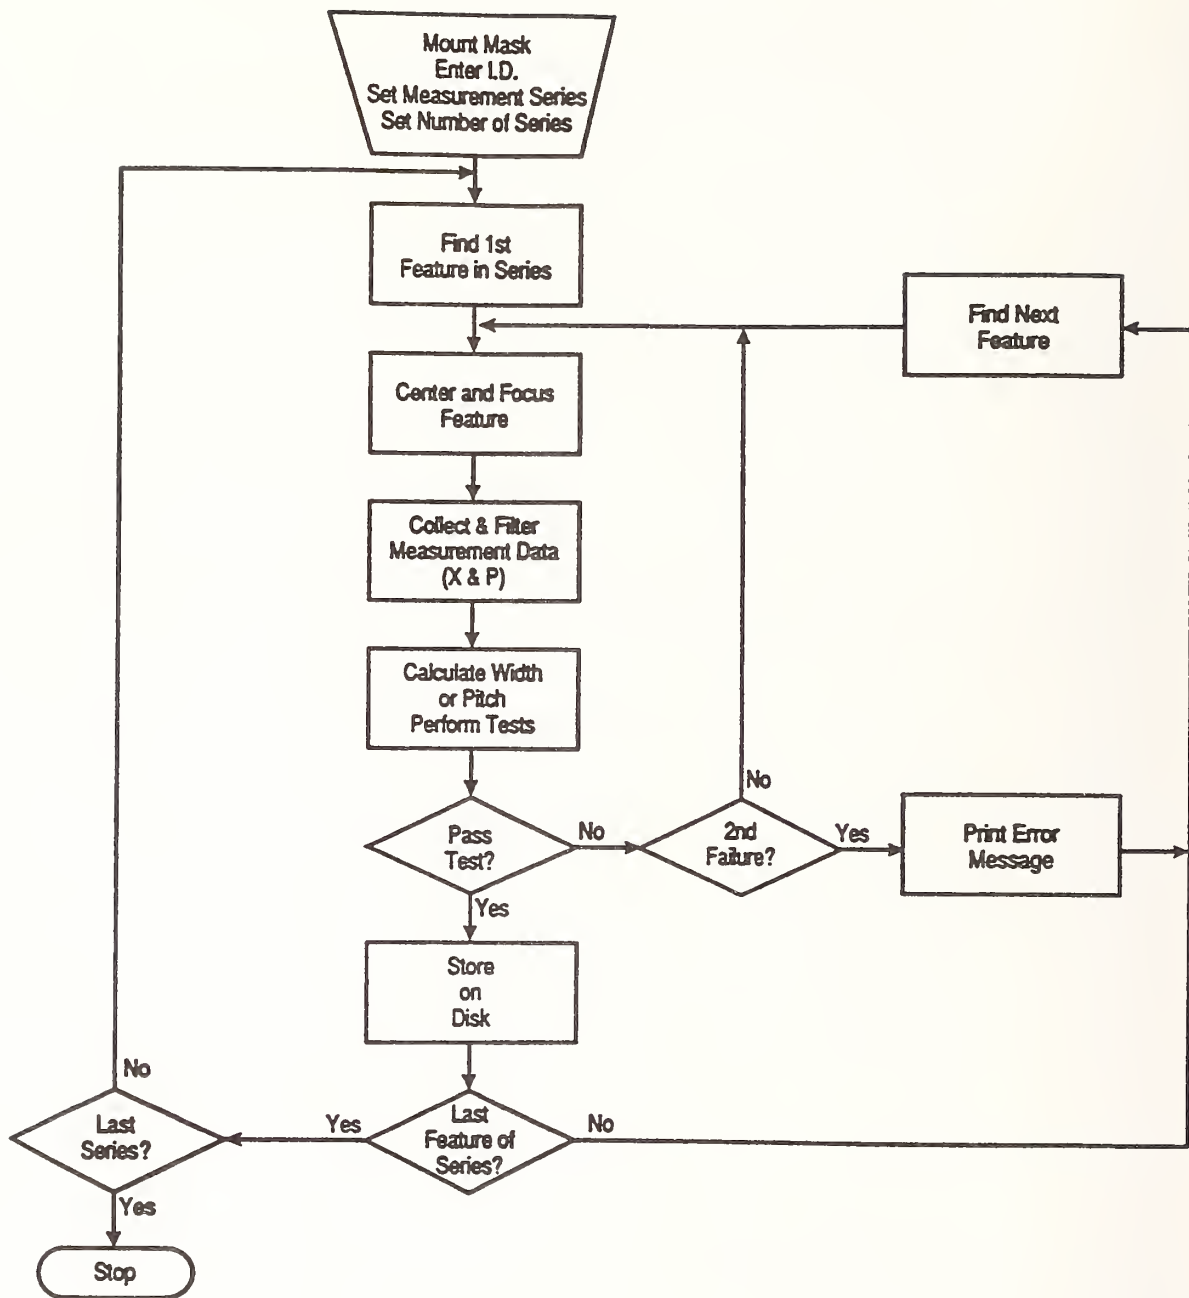 Mount Mask
Enter I.D.
Set Measurement Series
Set Number of Series
Find 1st
Feature in Series
Find Next
Feature
Center and Focus
Feature
Collect & Filter
Measurement Data
(X & P)
Calculate Width
or Pitch
Perform Tests
No
Pass
Test?
No
2nd
Failure?
Yes
Print Error
Message
Yes
Store
on
Disk
No
Last
Series?
Yes
Last
Feature of
Series?
No
Yes
Stop